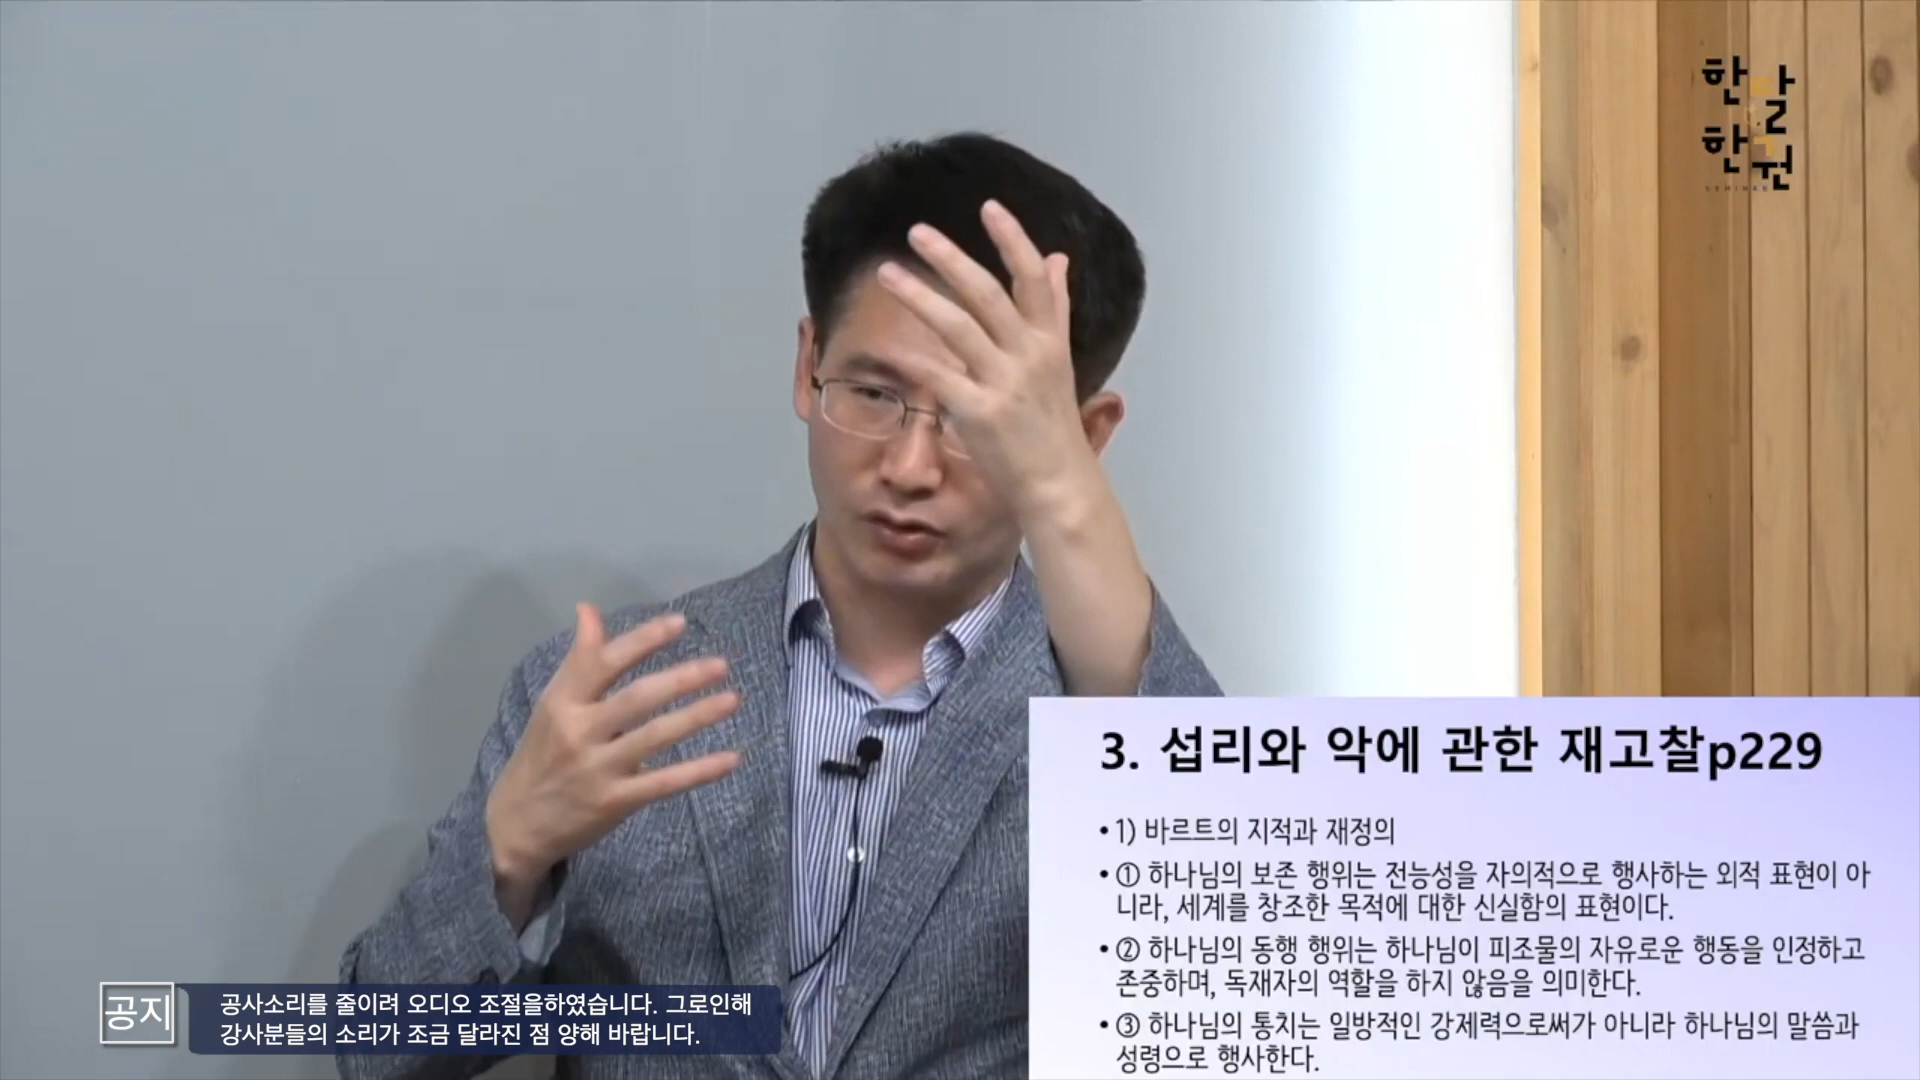 한달
한권
SEMINAR
3. 섭리와 악에 관한 재고찰p229
• 1) 바르트의 지적과 재정의
• ① 하나님의 보존 행위는 전능성을 자의적으로 행사하는 외적 표현이 아
니라, 세계를 창조한 목적에 대한 신실함의 표현이다.
• ② 하나님의 동행 행위는 하나님이 피조물의 자유로운 행동을 인정하고
존중하며, 독재자의 역할을 하지 않음을 의미한다.
• ③ 하나님의 통치는 일방적인 강제력으로써가 아니라 하나님의 말씀과
성령으로 행사한다.
공지
공사소리를 줄이려 오디오 조절을하였습니다. 그로인해
강사분들의 소리가 조금 달라진 점 양해 바랍니다.